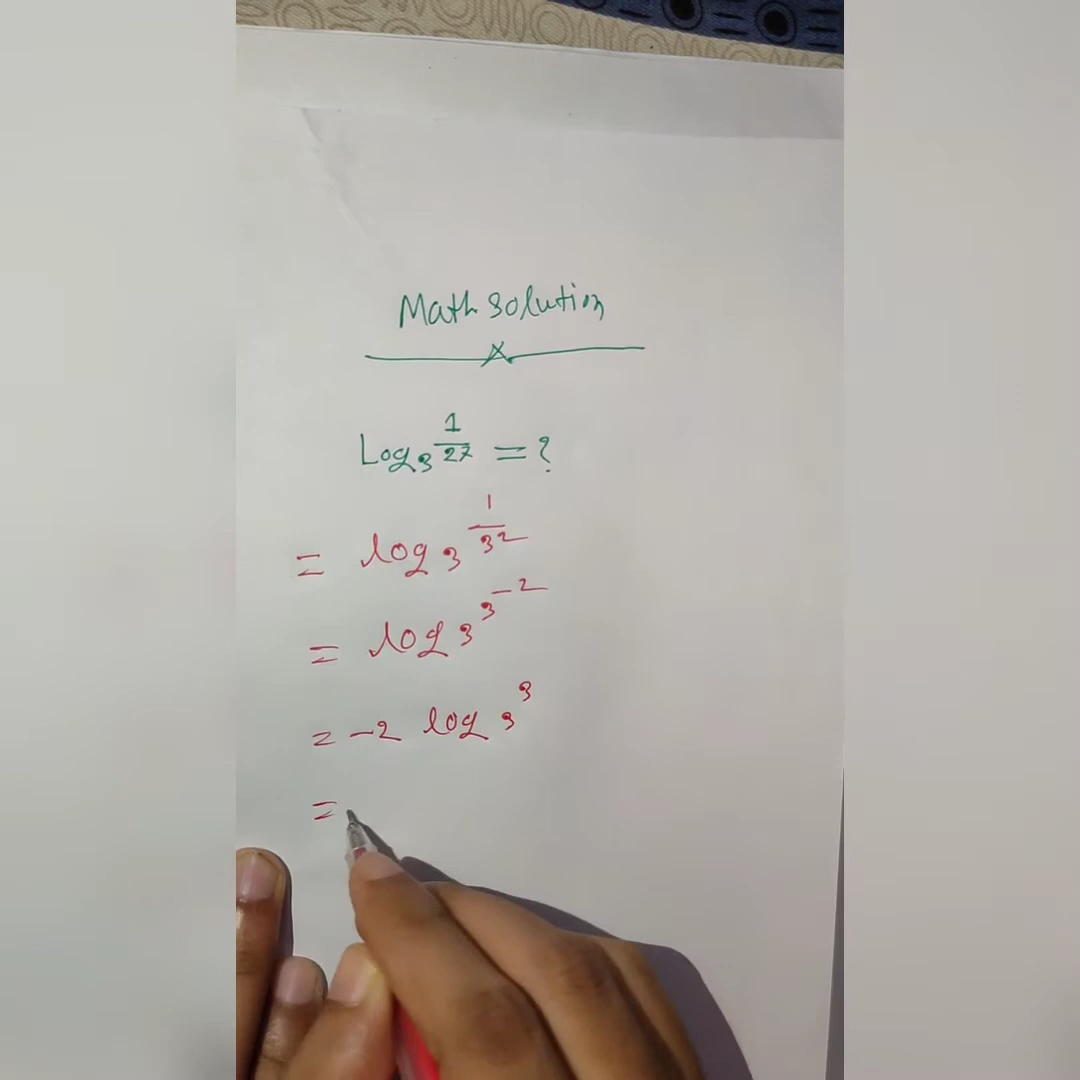 Math solution
Log₃ 1/27 = ?
= log₃ 1/3²
= log₃ 3⁻²
= -2 log₃ 3
=